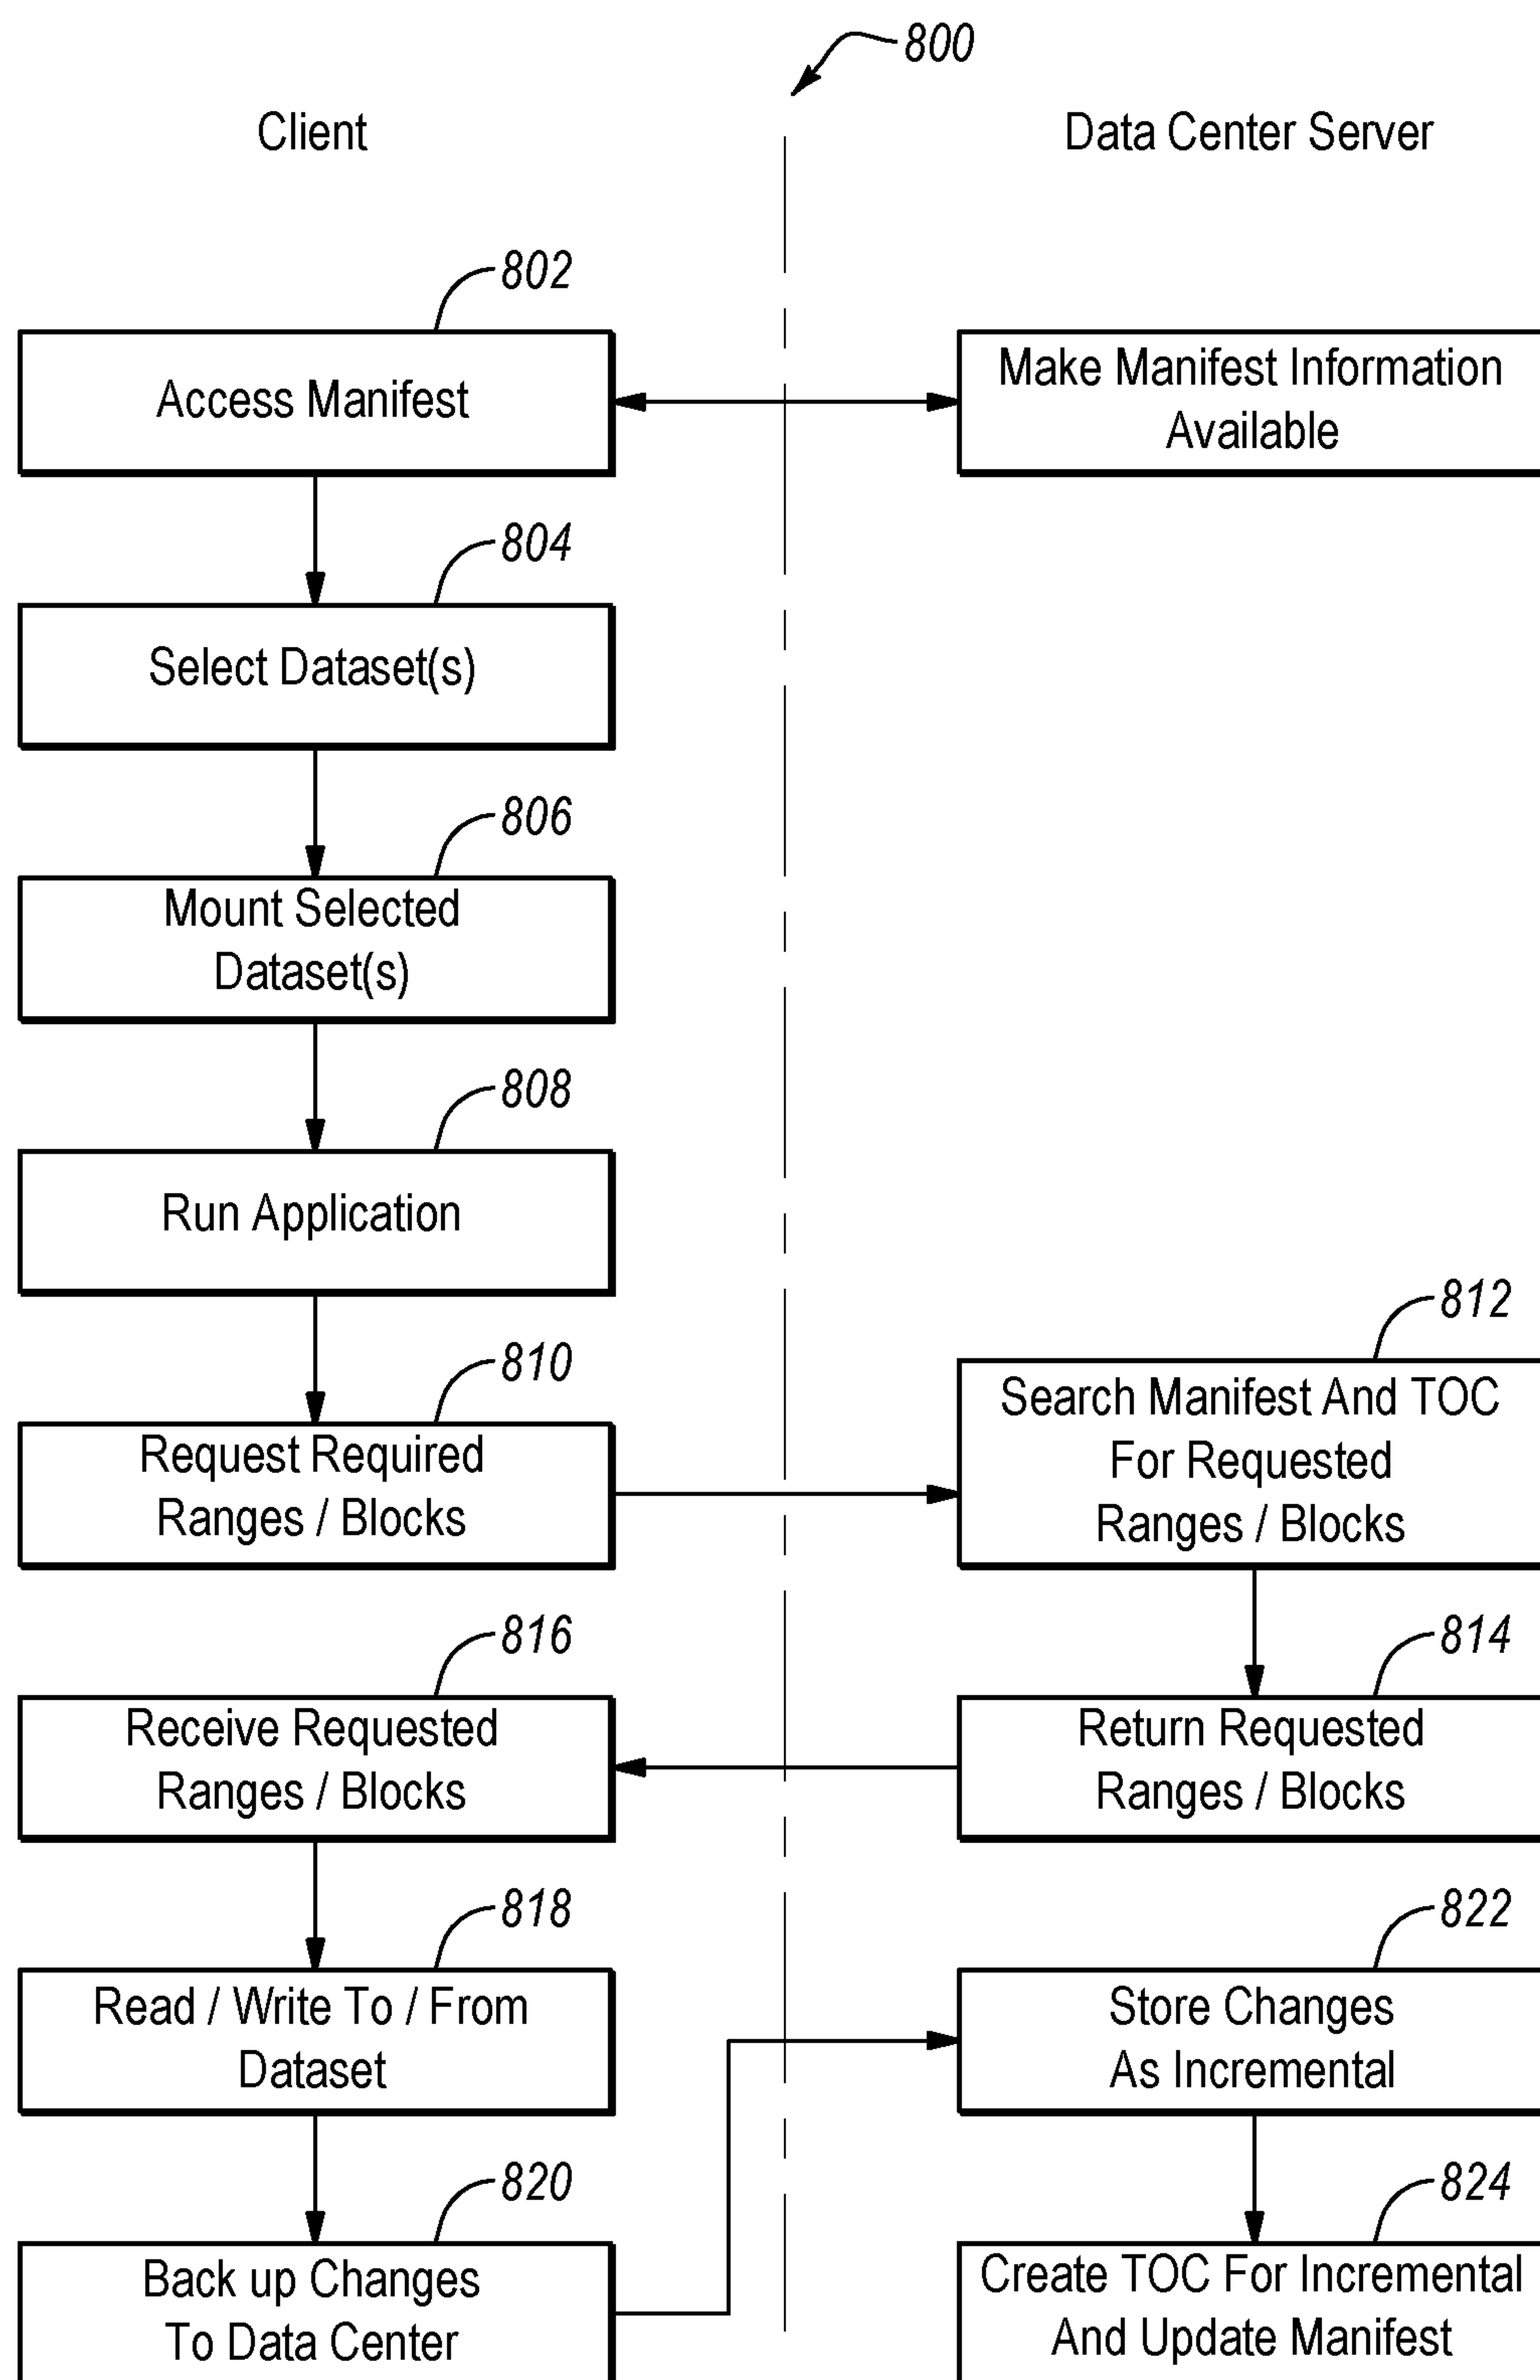 800
Client
Data Center Server
802
Access Manifest
Make Manifest Information
Available
804
Select Dataset(s)
806
Mount Selected
Dataset(s)
808
Run Application
810
Request Required
Ranges / Blocks
812
Search Manifest And TOC
For Requested
Ranges / Blocks
814
Return Requested
Ranges / Blocks
816
Receive Requested
Ranges / Blocks
818
Read / Write To / From
Dataset
820
Back up Changes
To Data Center
822
Store Changes
As Incremental
824
Create TOC For Incremental
And Update Manifest